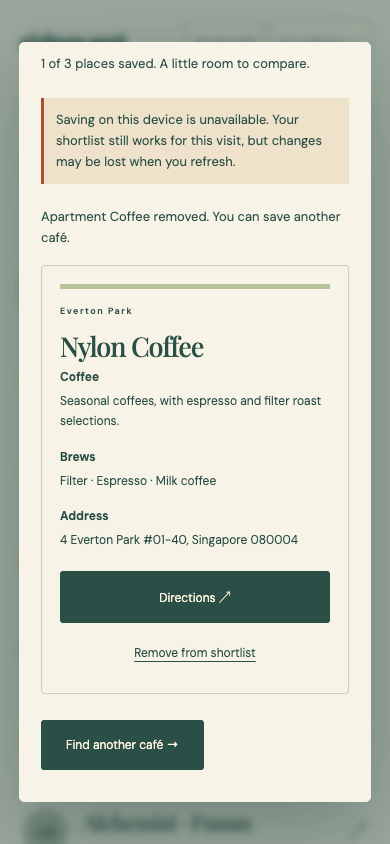 1 of 3 places saved. A little room to compare.
Saving on this device is unavailable. Your
shortlist still works for this visit, but changes
may be lost when you refresh.
Apartment Coffee removed. You can save another
café.
Everton Park
Nylon Coffee
Coffee
Seasonal coffees, with espresso and filter roast
selections.
Brews
Filter · Espresso · Milk coffee
Address
4 Everton Park #01-40, Singapore 080004
Directions ↗
Remove from shortlist
Find another café →